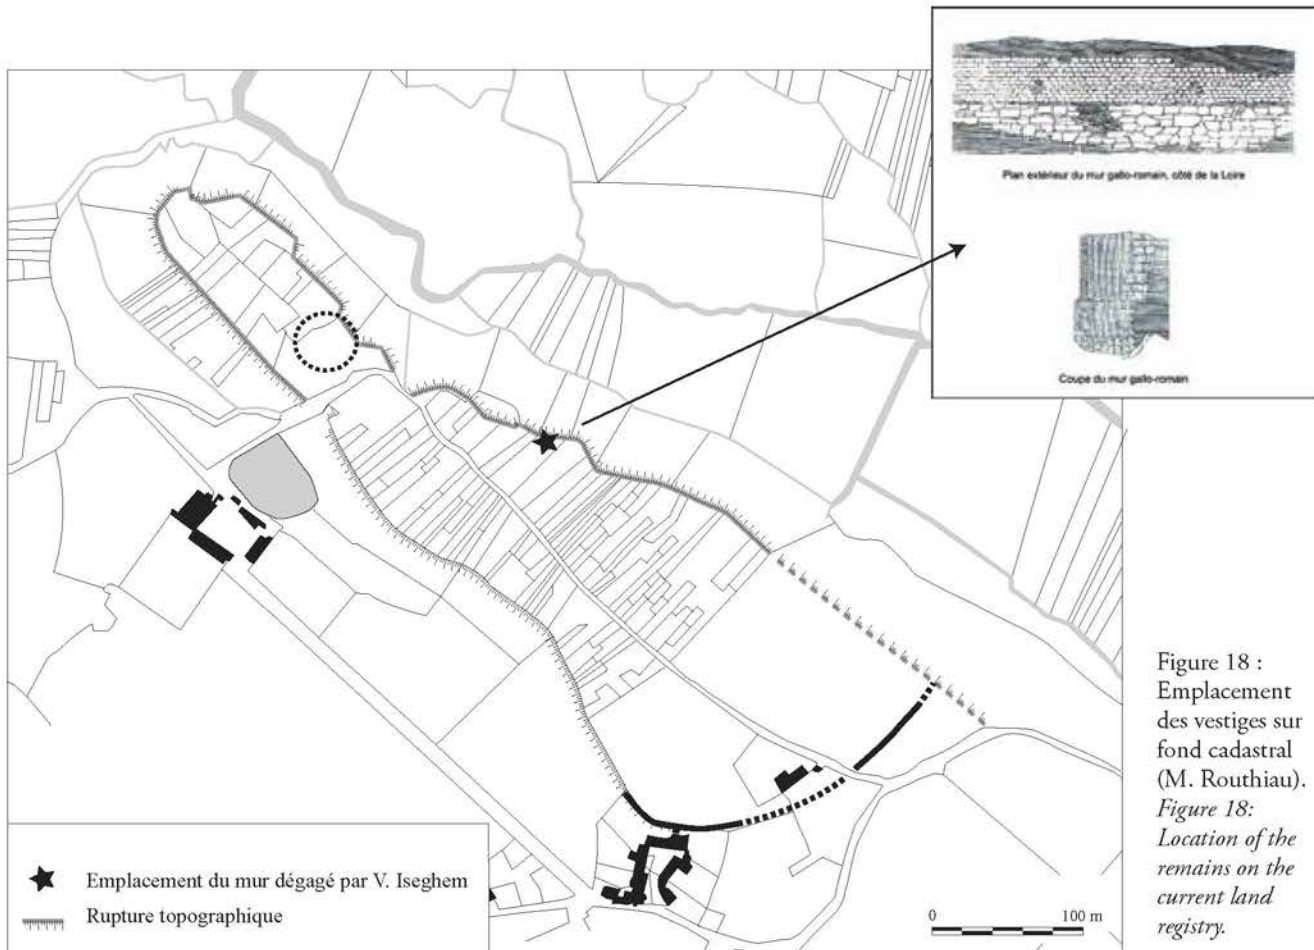 Plan extérieur du mur gallo-romain, côté de la Loire
Coupe du mur gallo-romain
Emplacement du mur dégagé par V. Iseghem
Rupture topographique
0 100 m
Figure 18 :
Emplacement
des vestiges sur
fond cadastral
(M. Routhiau).
Figure 18:
Location of the
remains on the
current land
registry.